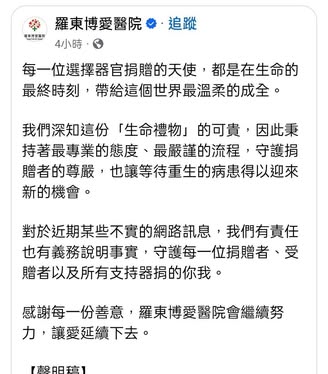 羅東博愛醫院 · 追蹤
4小時 ·
每一位選擇器官捐贈的天使，都是在生命的
最終時刻，帶給這個世界最溫柔的成全。
我們深知這份「生命禮物」的可貴，因此秉
持著最專業的態度、最嚴謹的流程，守護捐
贈者的尊嚴，也讓等待重生的病患得以迎來
新的機會。
對於近期某些不實的網路訊息，我們有責任
也有義務說明事實，守護每一位捐贈者、受
贈者以及所有支持器捐的你我。
感謝每一份善意，羅東博愛醫院會繼續努
力，讓愛延續下去。
【聲明稿】